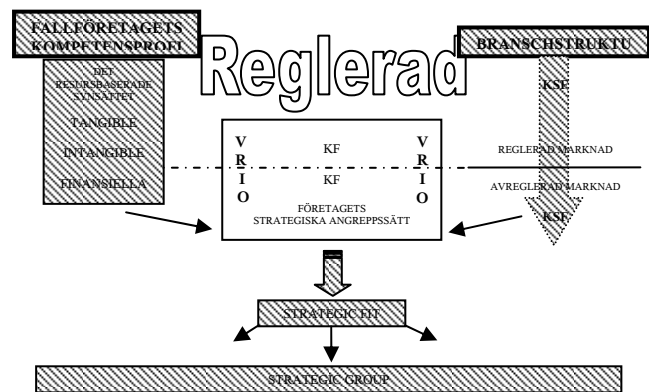 FALLFÖRETAGETS
KOMPETENSPROFI
Reglerad
BRANSCHSTRUKTU
DET
RESURSBASERADE
SYNSÄTTET
TANGIBLE
INTANGIBLE
FINANSIELLA
V
R
I
O
KF
KF
FÖRETAGETS
STRATEGISKA ANGREPPSSÄTT
V
R
I
O
KSF
REGLERAD MARKNAD
AVREGLERAD MARKNAD
KSF
STRATEGIC FIT
STRATEGIC GROUP